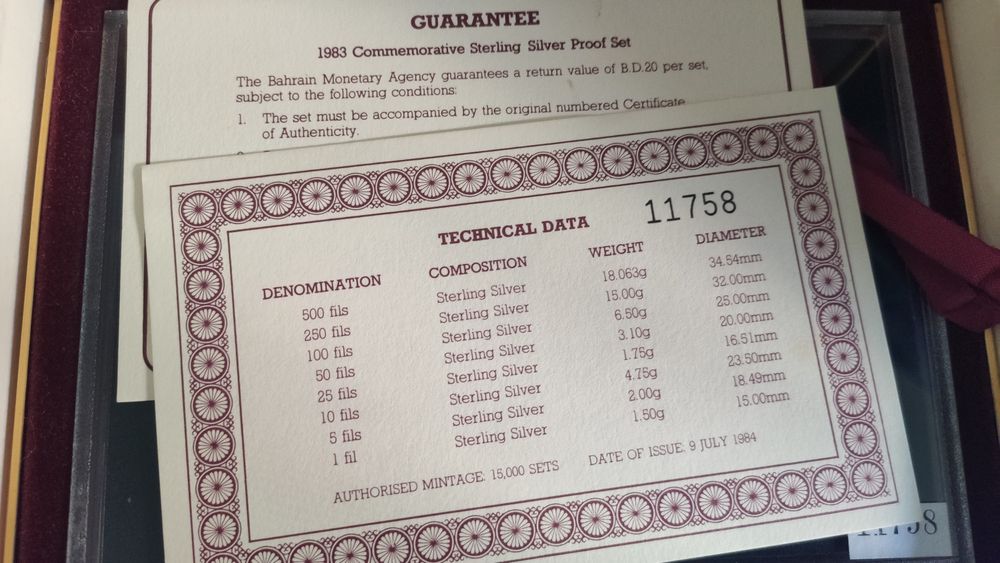 GUARANTEE
1983 Commemorative Sterling Silver Proof Set
The Bahrain Monetary Agency guarantees a return value of B.D.20 per set,
subject to the following conditions:
1. The set must be accompanied by the original numbered Certificate
of Authenticity.
TECHNICAL DATA 11758
DENOMINATION COMPOSITION WEIGHT DIAMETER
500 fils Sterling Silver 18.063g 34.54mm
250 fils Sterling Silver 15.00g 32.00mm
100 fils Sterling Silver 6.50g 25.00mm
50 fils Sterling Silver 3.10g 20.00mm
25 fils Sterling Silver 1.75g 16.51mm
10 fils Sterling Silver 4.75g 23.50mm
5 fils Sterling Silver 2.00g 18.49mm
1 fil Sterling Silver 1.50g 15.00mm
AUTHORISED MINTAGE: 15,000 SETS DATE OF ISSUE: 9 JULY 1984